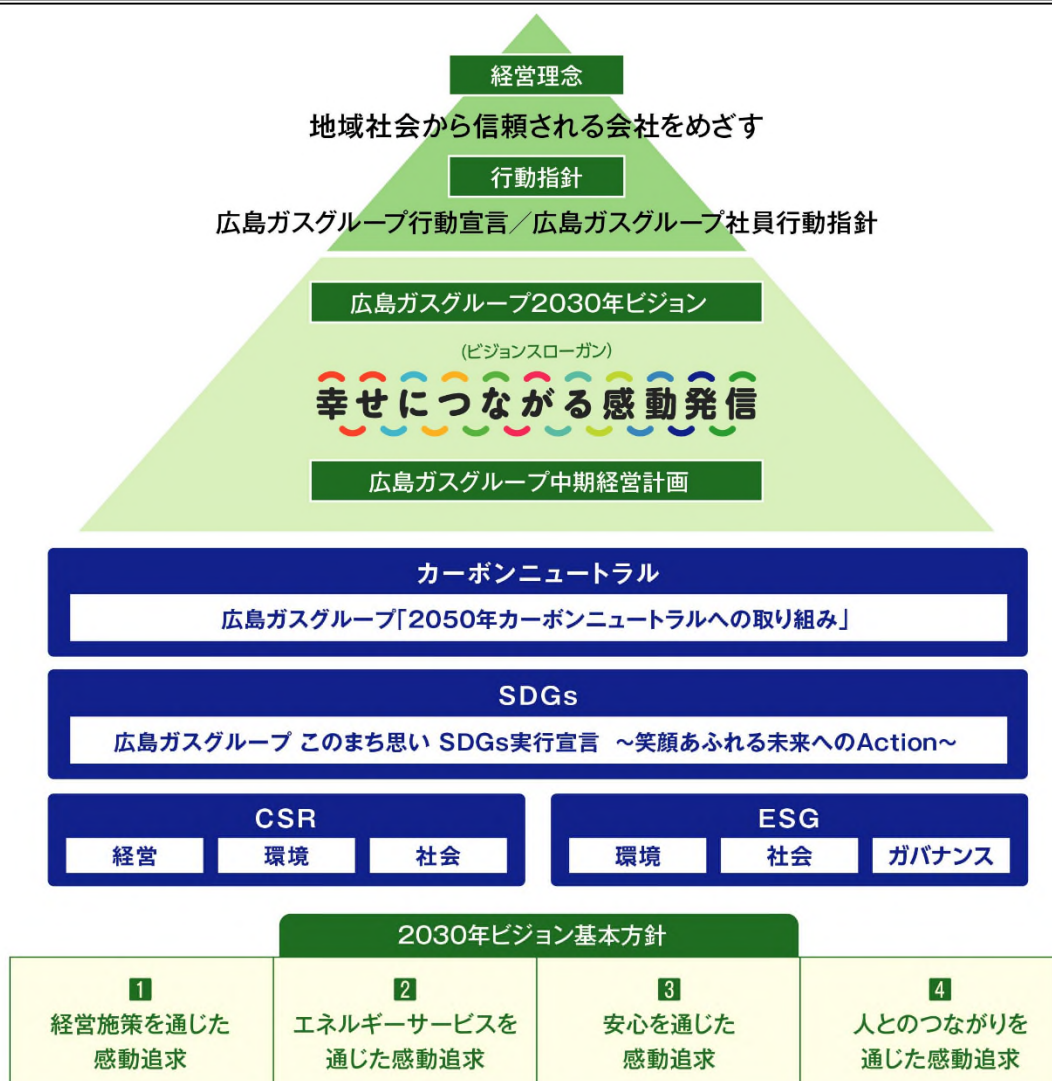 経営理念
地域社会から信頼される会社をめざす
行動指針
広島ガスグループ行動宣言／広島ガスグループ社員行動指針
広島ガスグループ2030年ビジョン
(ビジョンスローガン)
幸せにつながる感動発信
広島ガスグループ中期経営計画
カーボンニュートラル
広島ガスグループ「2050年カーボンニュートラルへの取り組み」
SDGs
広島ガスグループ このまち思い SDGs実行宣言 ～笑顔あふれる未来へのAction～
CSR
経営 環境 社会
ESG
環境 社会 ガバナンス
2030年ビジョン基本方針
1
経営施策を通じた
感動追求
2
エネルギーサービスを
通じた感動追求
3
安心を通じた
感動追求
4
人とのつながりを
通じた感動追求